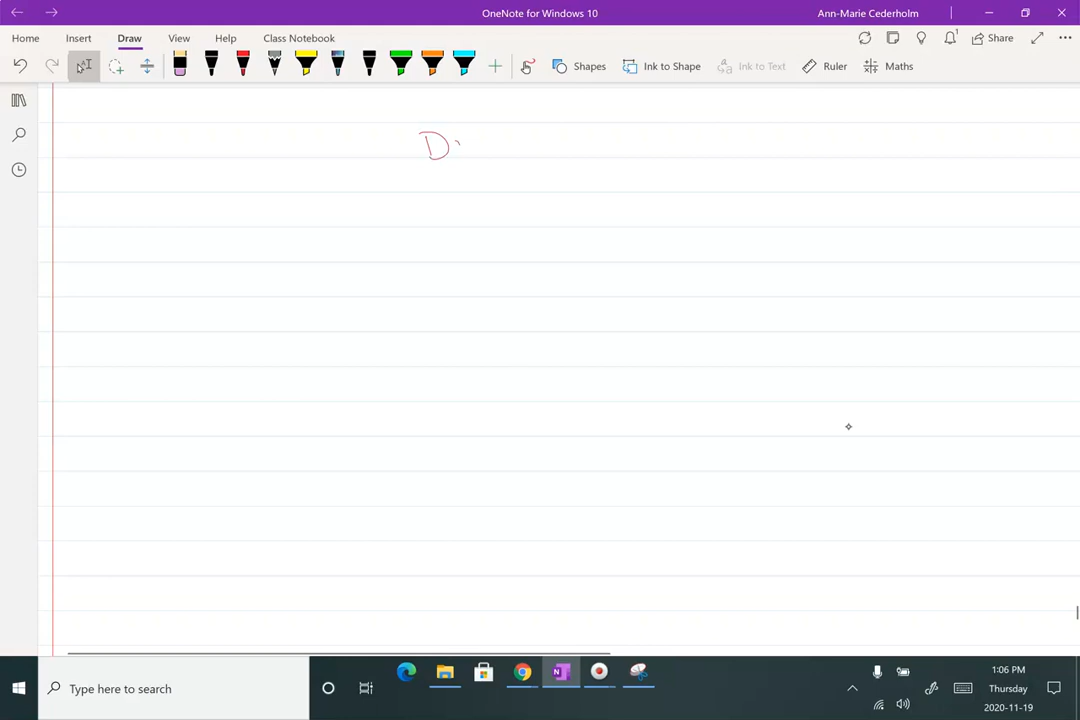 OneNote for Windows 10
Ann-Marie Cederholm
Home Insert Draw View Help Class Notebook
Share
Shapes Ink to Shape Ink to Text Ruler Maths
D
Type here to search
1:06 PM
Thursday
2020-11-19